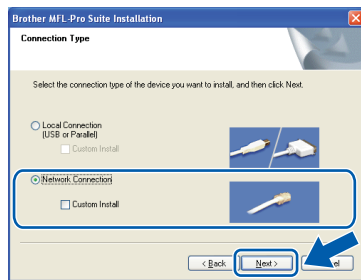 Brother MFL-Pro Suite Installation
Connection Type
Select the connection type of the device you want to install, and then click Next.
Local Connection
(USB or Parallel)
Custom Install
Network Connection
Custom Install
< Back
Next >